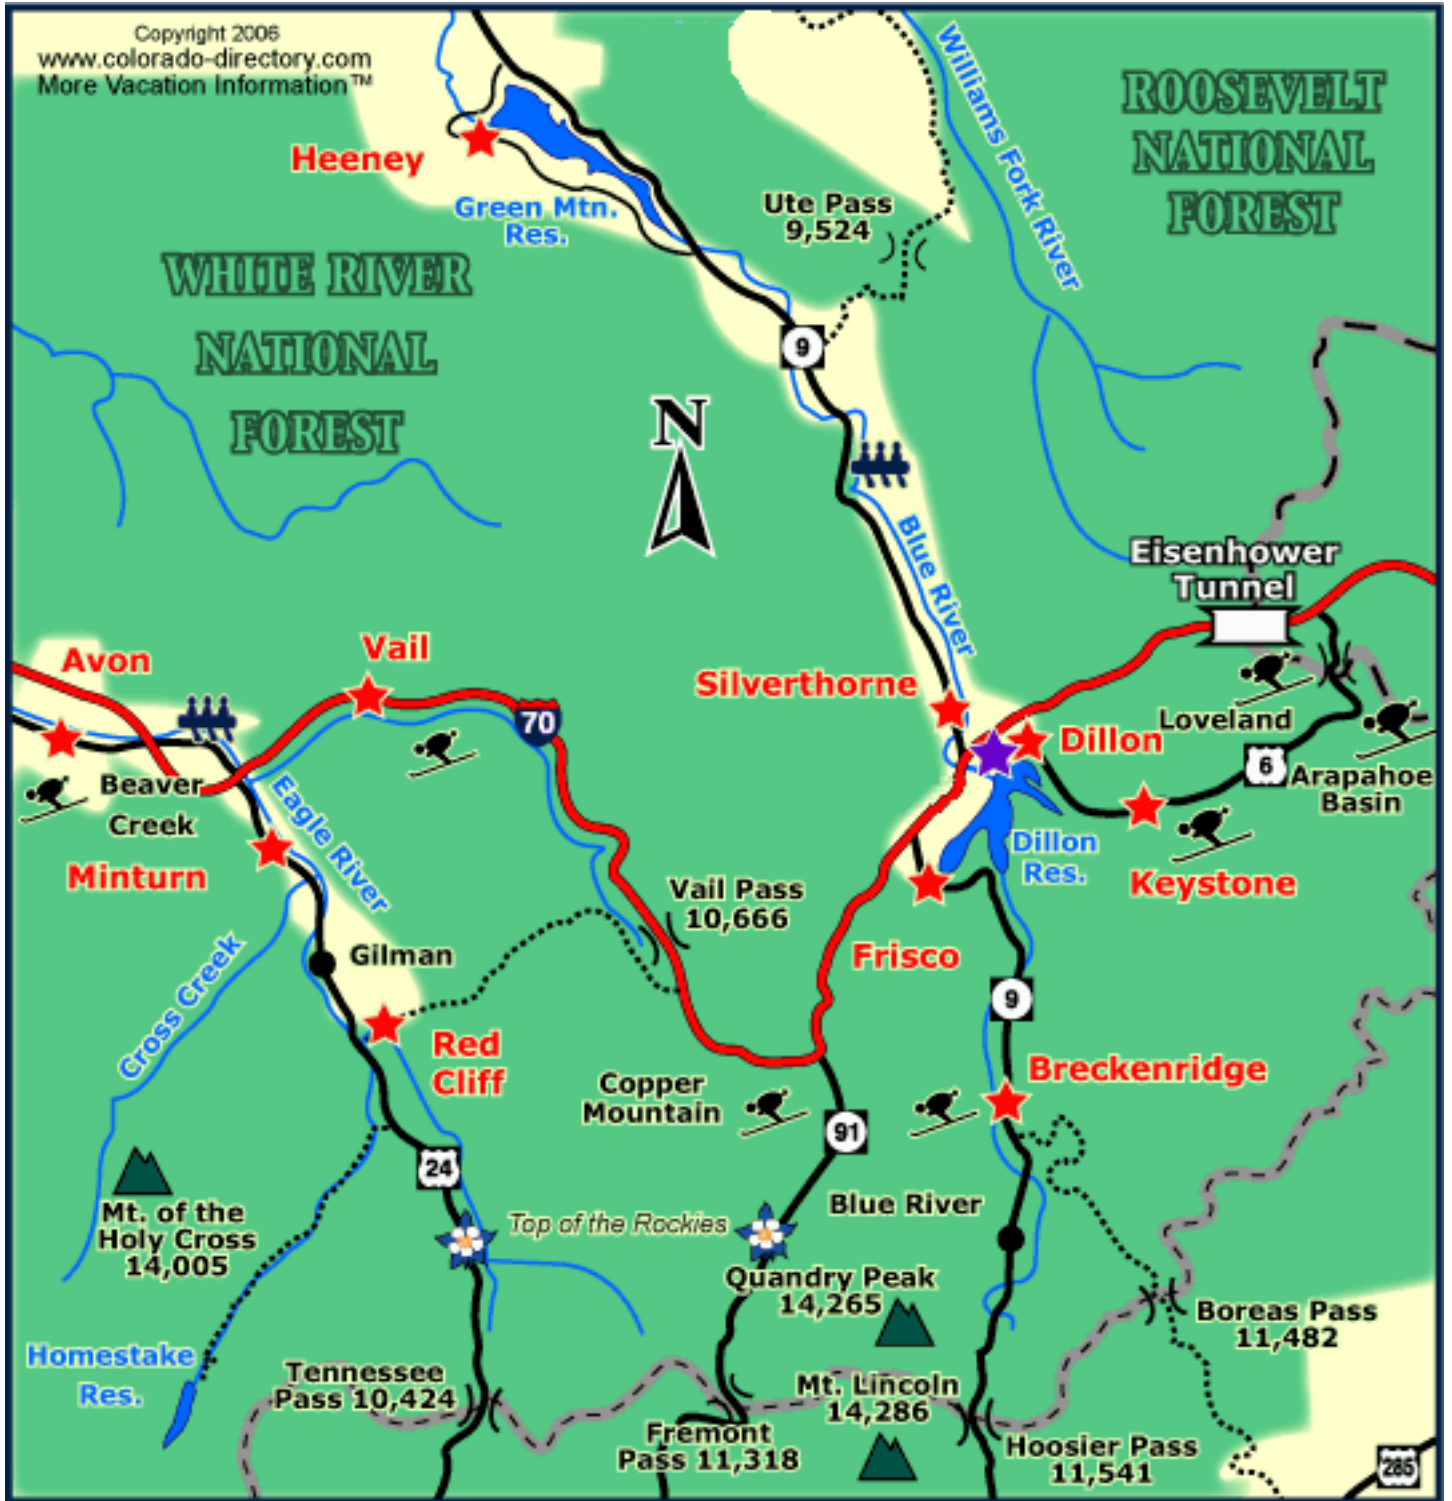 Copyright 2006
www.colorado-directory.com
More Vacation Information™
Heeney
Green Mtn.
Res.
Ute Pass
9,524
Williams Fork River
ROOSEVELT
NATIONAL
FOREST
WHITE RIVER
NATIONAL
FOREST
9
N
Blue River
Eisenhower
Tunnel
Avon
Vail
70
Silverthorne
Dillon
Loveland
6
Arapahoe
Basin
Beaver
Creek
Eagle River
Minturn
Dillon
Res.
Keystone
Vail Pass
10,666
Frisco
Gilman
Cross Creek
9
Red
Cliff
Copper
Mountain
Breckenridge
91
24
Mt. of the
Holy Cross
14,005
Top of the Rockies
Blue River
Quandry Peak
14,265
Boreas Pass
11,482
Homestake
Res.
Tennessee
Pass 10,424
Mt. Lincoln
14,286
Fremont
Pass 11,318
Hoosier Pass
11,541
285